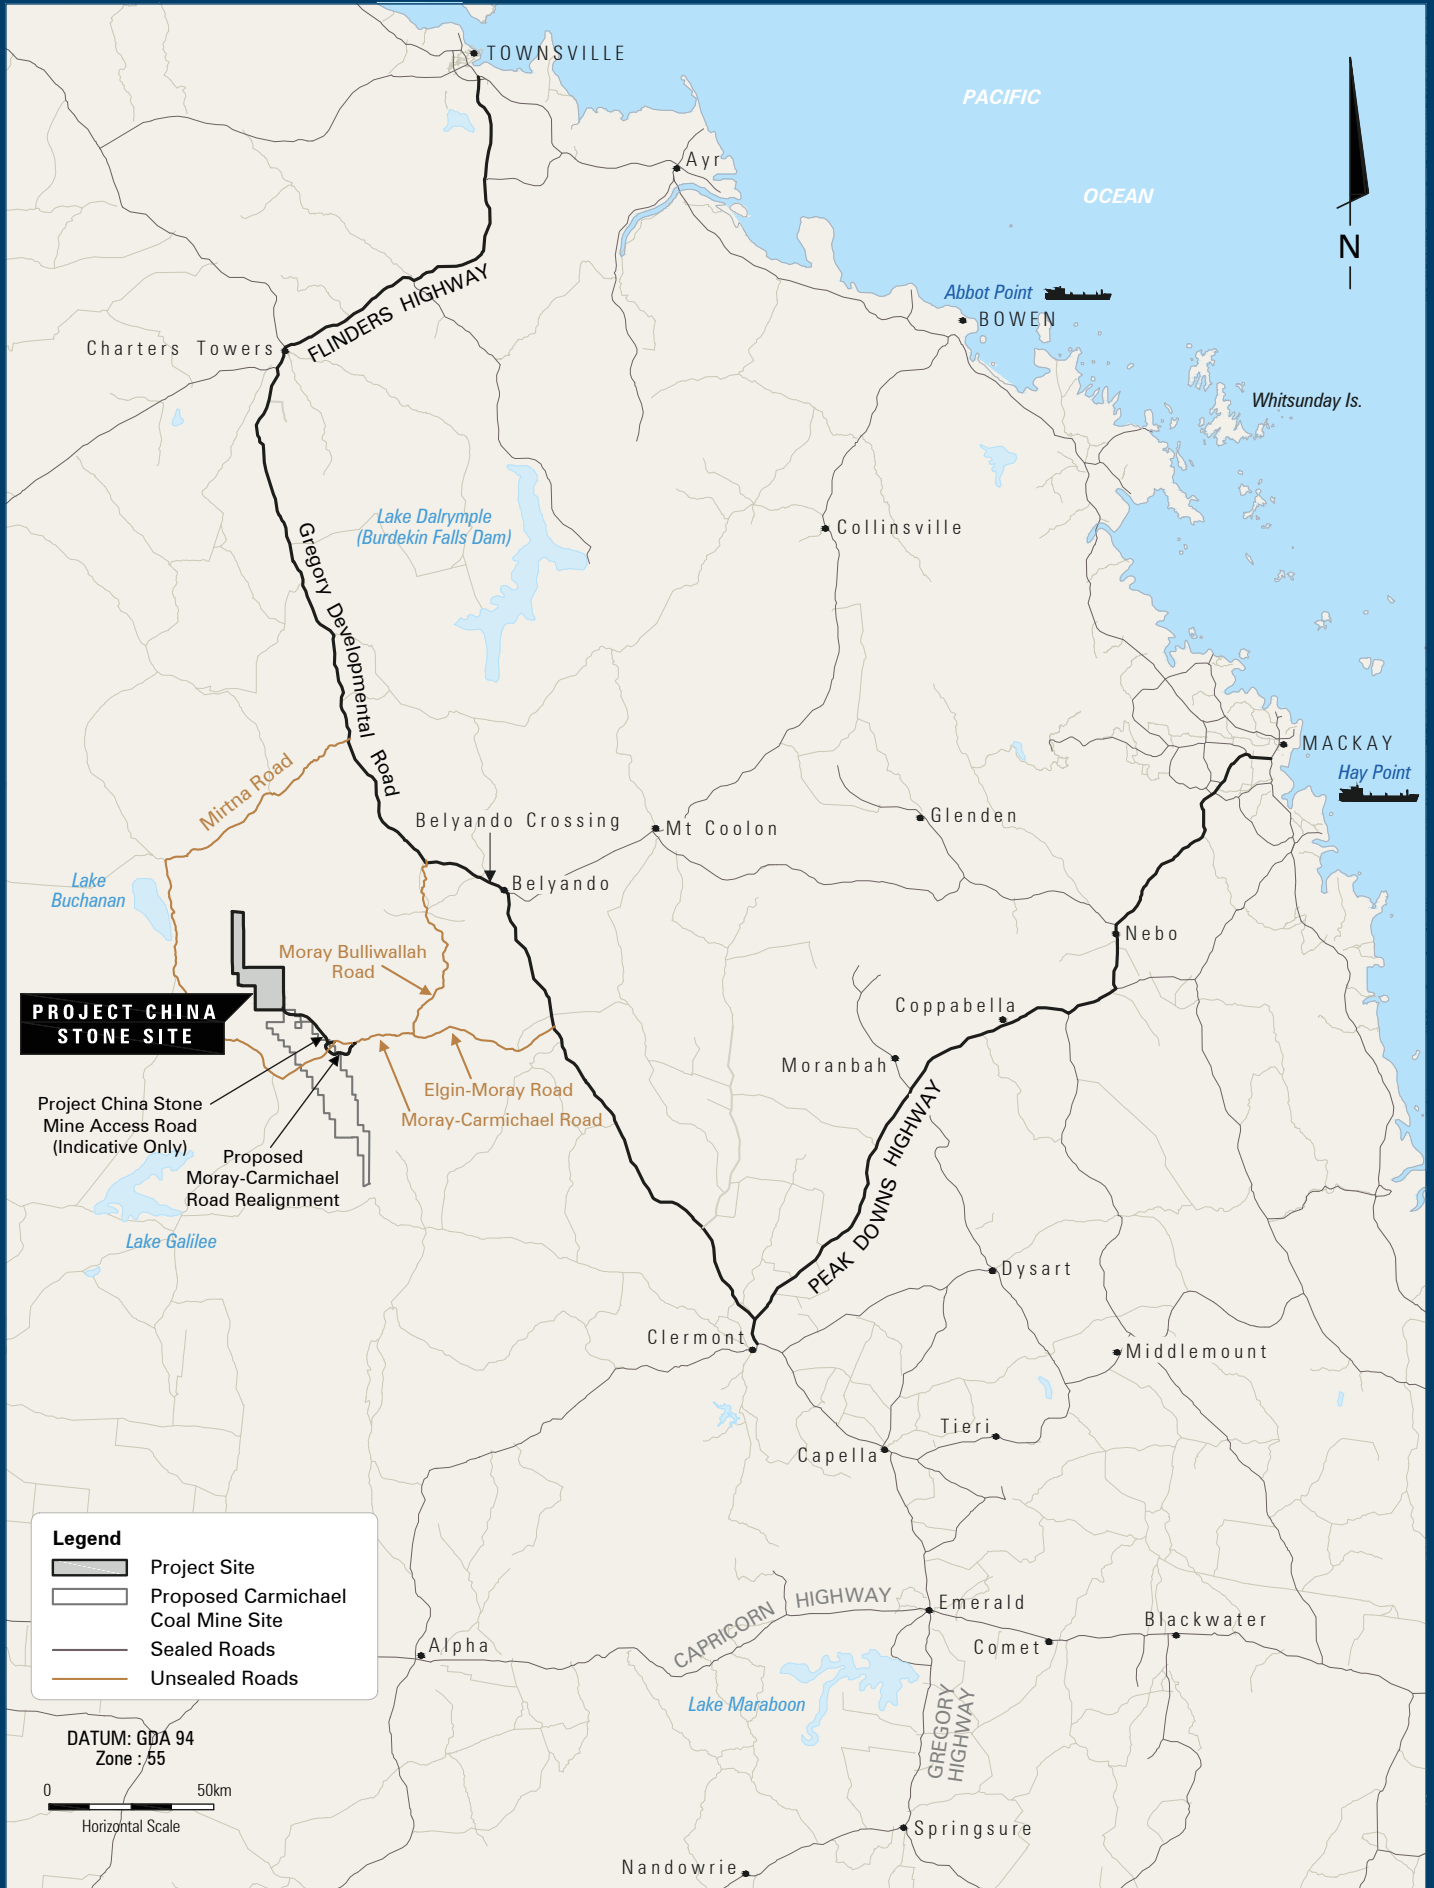 TOWNSVILLE
PACIFIC
Ayr
OCEAN
N
FLINDERS HIGHWAY
Abbot Point
BOWEN
Charters Towers
Whitsunday Is.
Lake Dalrymple
(Burdekin Falls Dam)
Collinsville
Gregory Developmental Road
MACKAY
Hay Point
Mirtna Road
Belyando Crossing
Mt Coolon
Glenden
Lake
Buchanan
Belyando
Nebo
Moray Bulliwallah
Road
PROJECT CHINA
STONE SITE
Coppabella
Moranbah
Elgin-Moray Road
Moray-Carmichael Road
Project China Stone
Mine Access Road
(Indicative Only)
Proposed
Moray-Carmichael
Road Realignment
PEAK DOWNS HIGHWAY
Lake Galilee
Dysart
Clermont
Middlemount
Tieri
Capella
Legend
Project Site
Proposed Carmichael
Coal Mine Site
Sealed Roads
Unsealed Roads
CAPRICORN HIGHWAY
Emerald
Blackwater
Comet
Alpha
Lake Maraboon
GREGORY
HIGHWAY
DATUM: GDA 94
Zone : 55
0 50km
Horizontal Scale
Springsure
Nandowrie